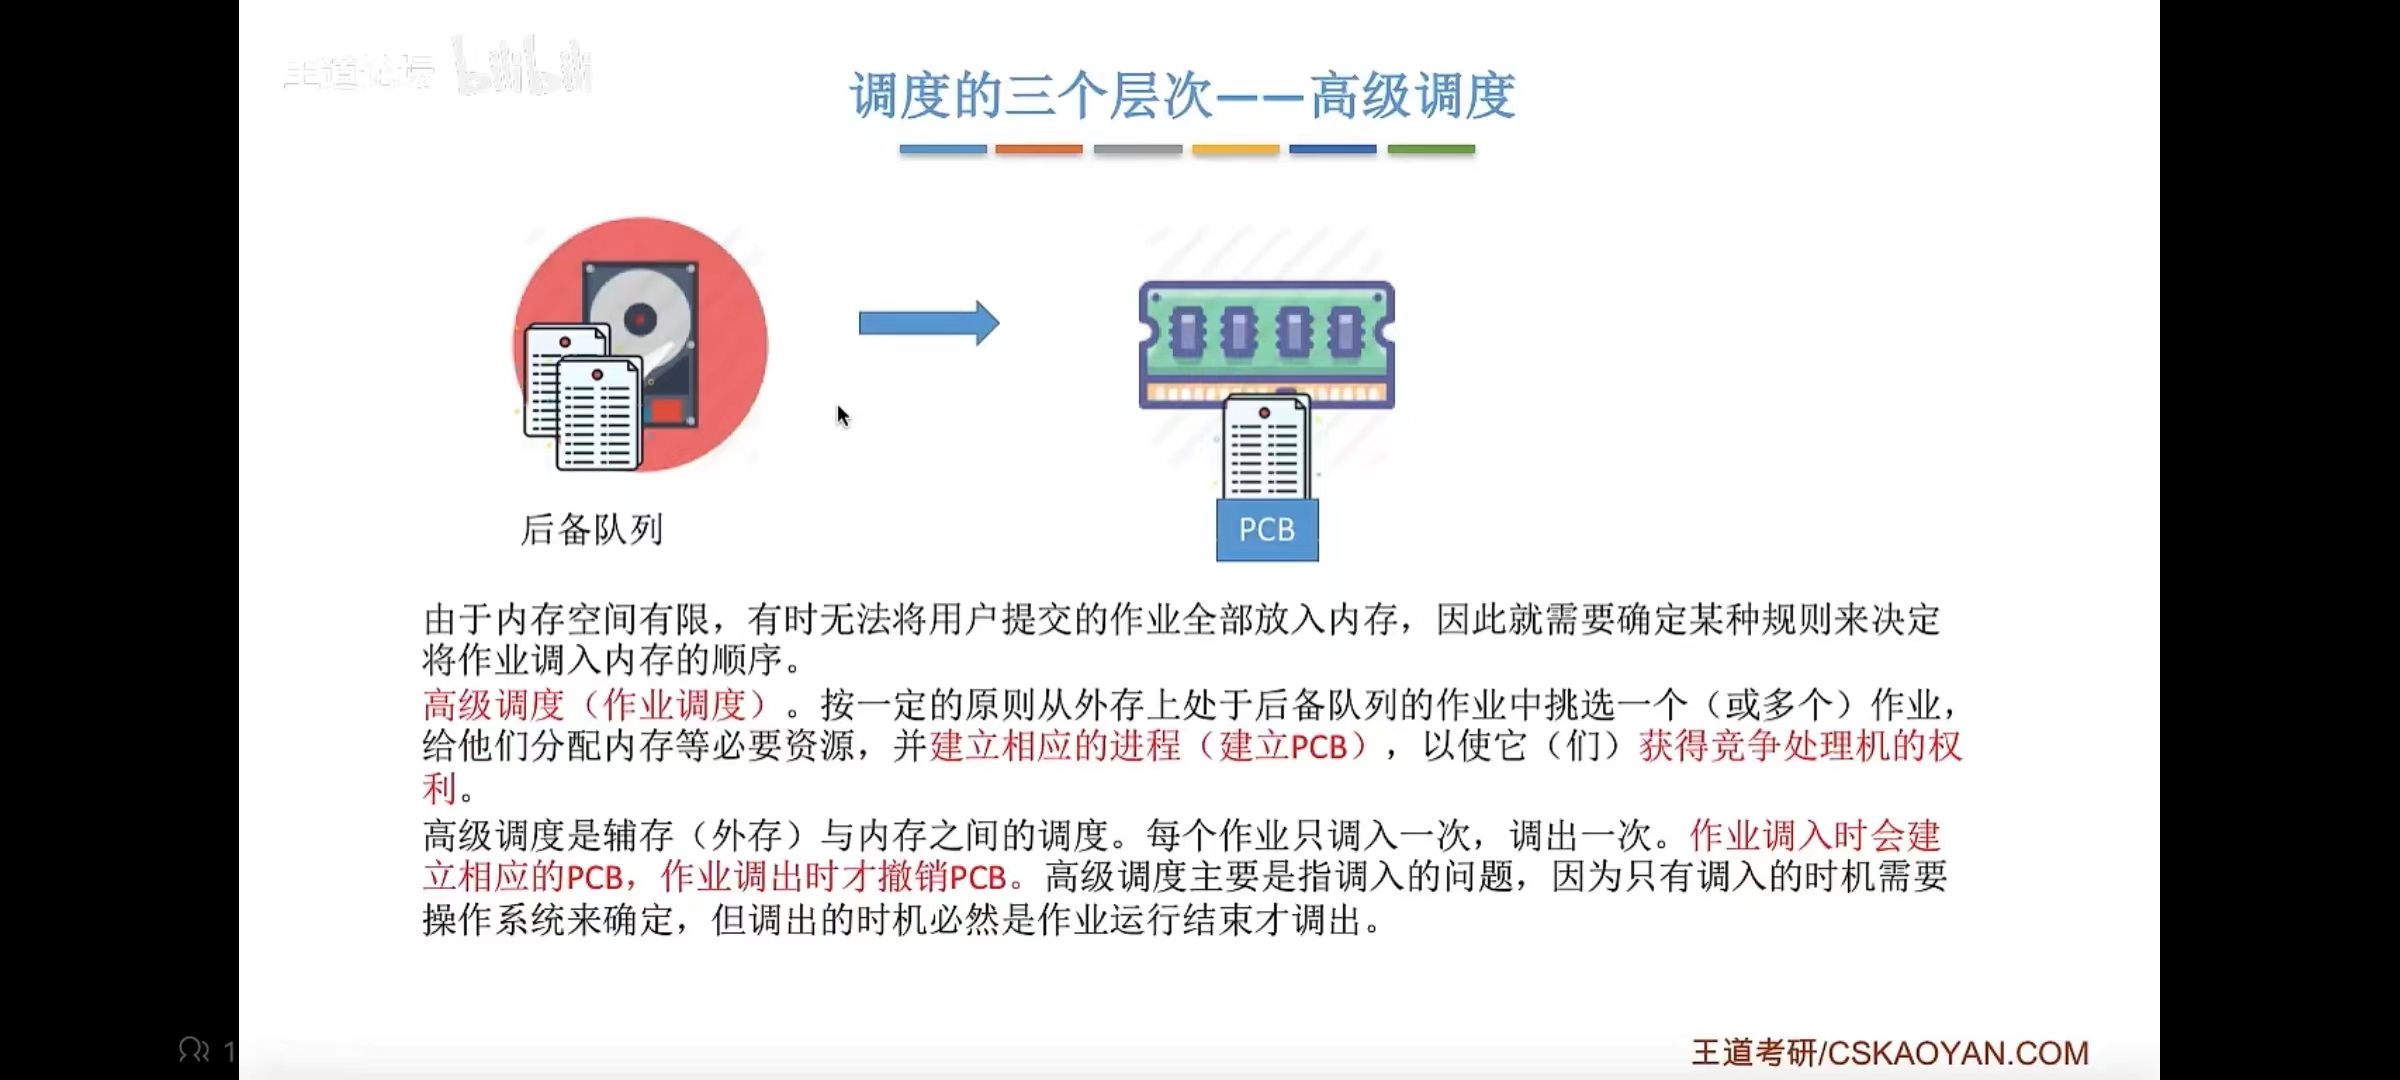 王道论坛 bilibili
调度的三个层次——高级调度
后备队列
PCB
由于内存空间有限，有时无法将用户提交的作业全部放入内存，因此就需要确定某种规则来决定
将作业调入内存的顺序。
高级调度（作业调度）。按一定的原则从外存上处于后备队列的作业中挑选一个（或多个）作业，
给他们分配内存等必要资源，并建立相应的进程（建立PCB），以使它（们）获得竞争处理机的权
利。
高级调度是辅存（外存）与内存之间的调度。每个作业只调入一次，调出一次。作业调入时会建
立相应的PCB，作业调出时才撤销PCB。高级调度主要是指调入的问题，因为只有调入的时机需要
操作系统来确定，但调出的时机必然是作业运行结束才调出。
1
王道考研/CSKAOYAN.COM